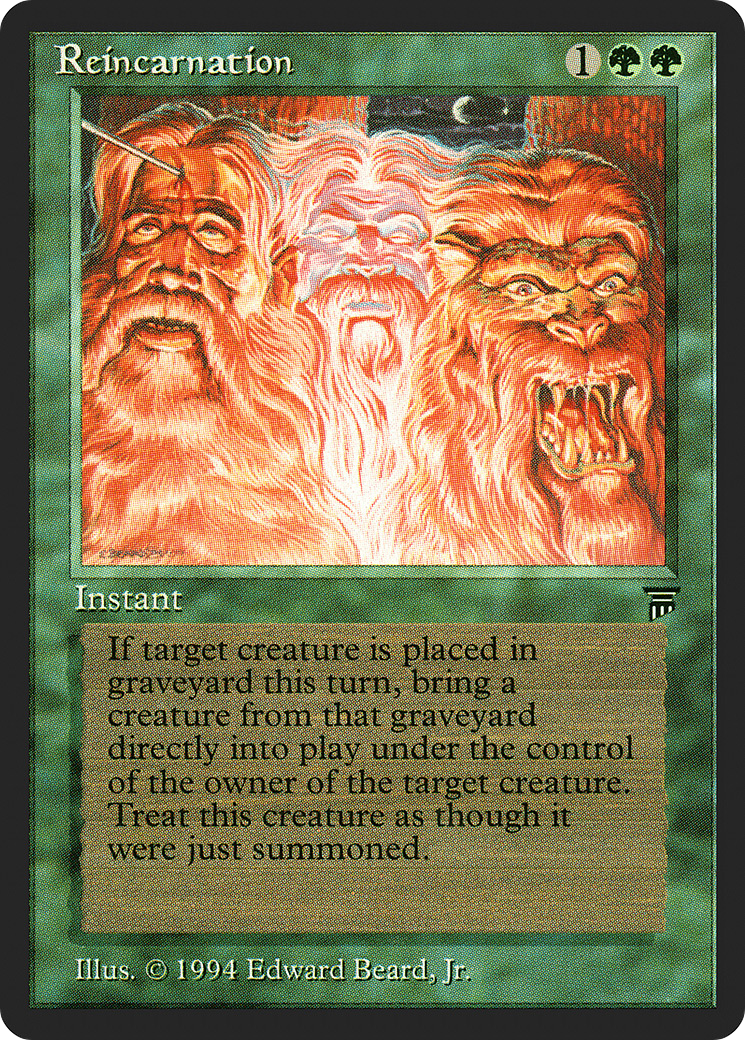 Reincarnation 1
Instant
If target creature is placed in
graveyard this turn, bring a
creature from that graveyard
directly into play under the control
of the owner of the target creature.
Treat this creature as though it
were just summoned.
Illus. © 1994 Edward Beard, Jr.